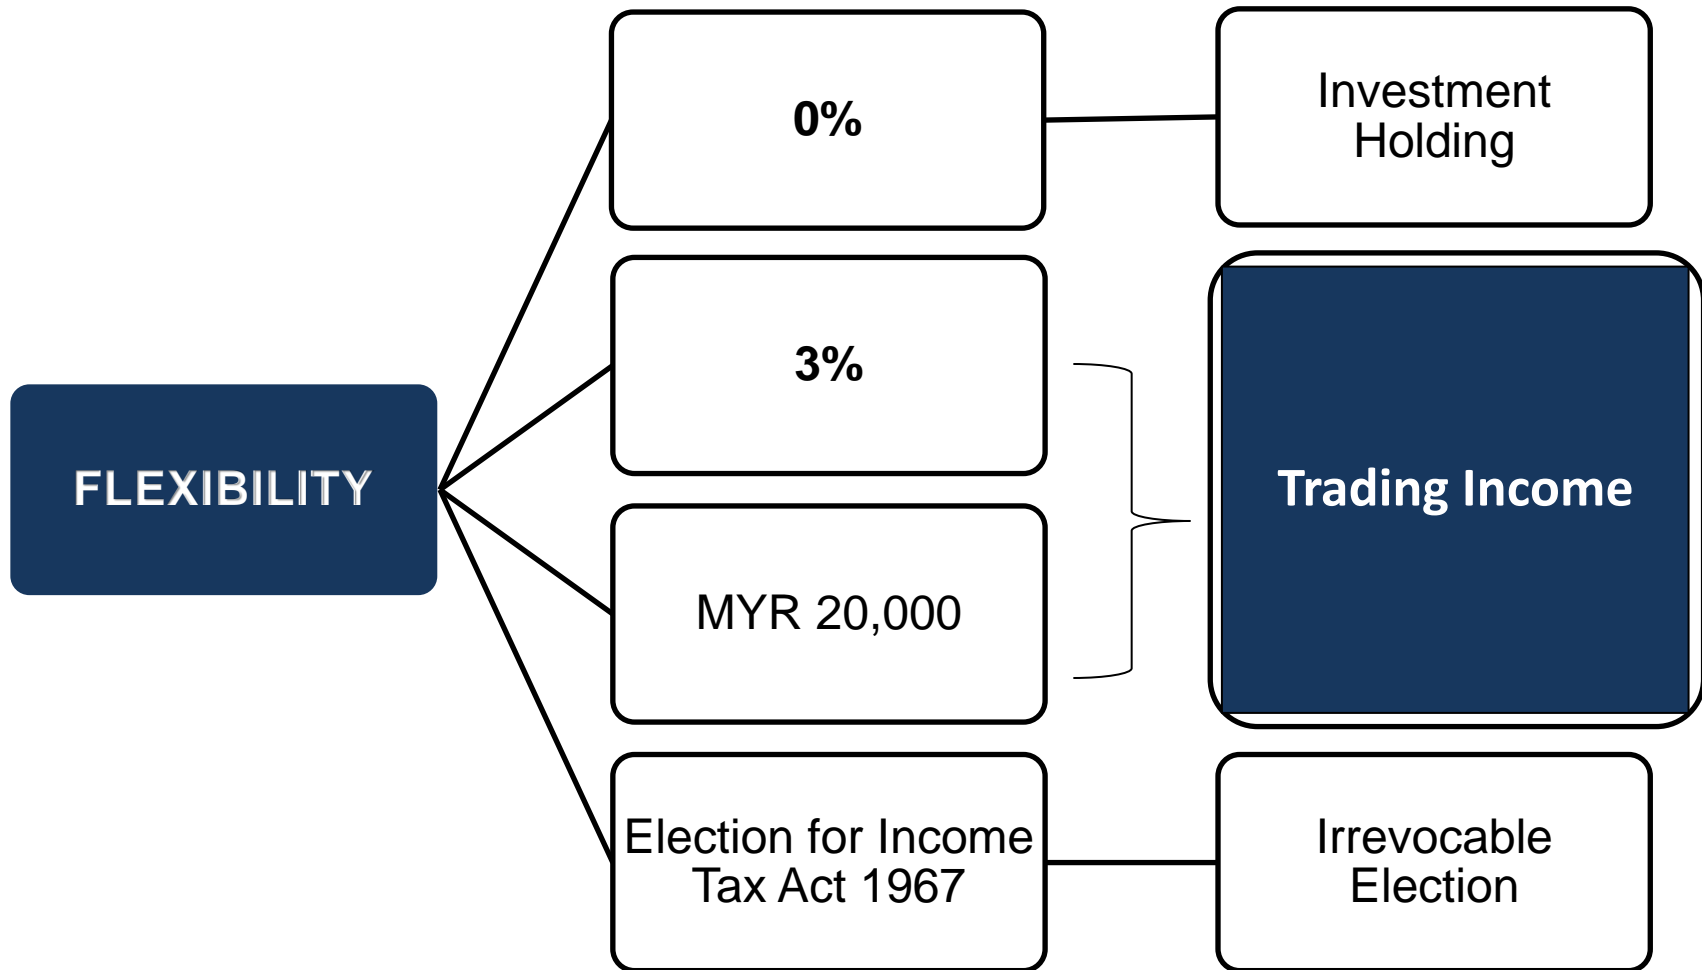 FLEXIBILITY
0%
Investment
Holding
3%
MYR 20,000
Trading Income
Election for Income
Tax Act 1967
Irrevocable
Election